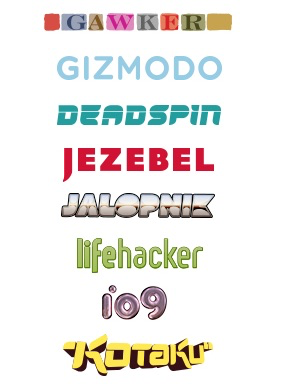 GAWKER
GIZMODO
DEADSPiN
JEZEBEL
JALOPNIK
lifehacker
io9
KOTAKU